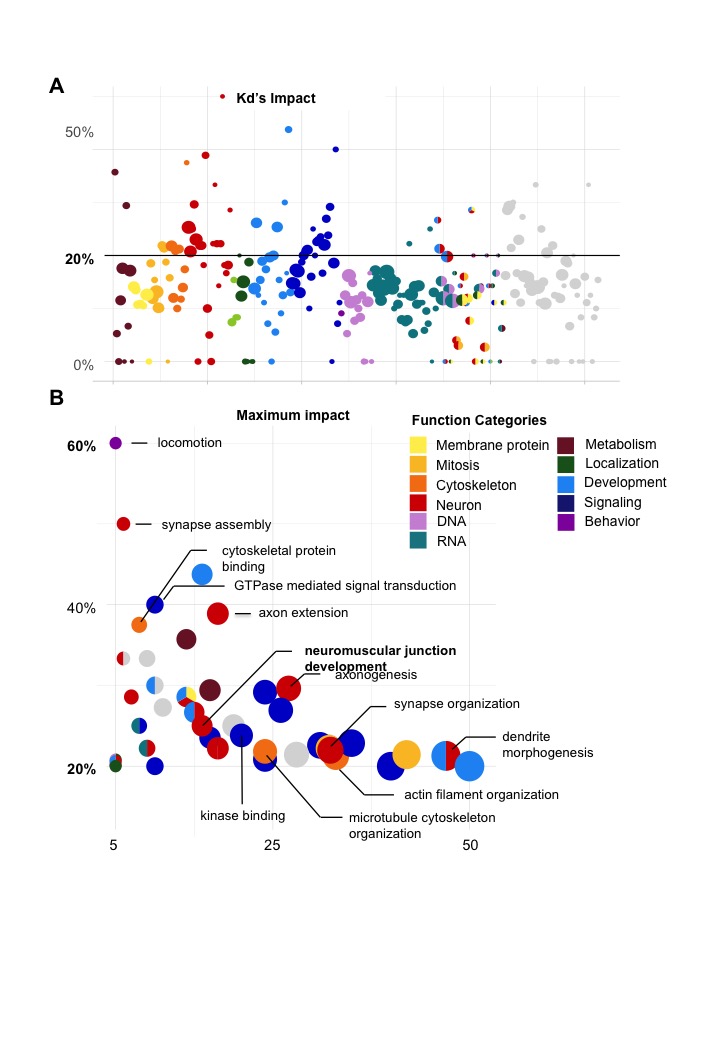 A
Kd's Impact
50%
20%
0%
B
Maximum impact
Function Categories
Membrane protein
Mitosis
Cytoskeleton
Neuron
DNA
RNA
Metabolism
Localization
Development
Signaling
Behavior
60%
locomotion
synapse assembly
cytoskeletal protein
binding
GTPase mediated signal transduction
40%
axon extension
neuromuscular junction
development
axonogenesis
synapse organization
dendrite
morphogenesis
20%
actin filament organization
kinase binding
microtubule cytoskeleton
organization
5
25
50